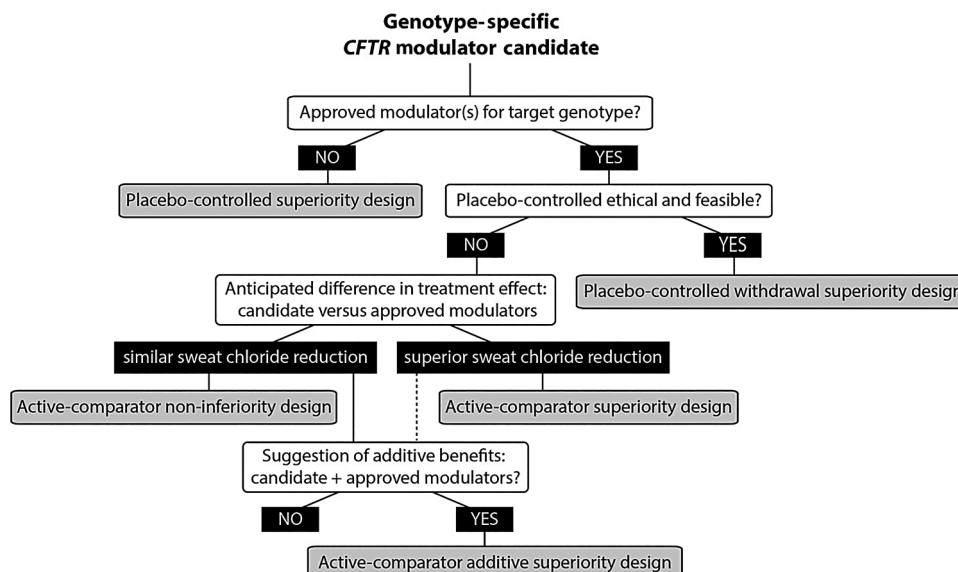 Genotype-specific
CFTR modulator candidate
Approved modulator(s) for target genotype?
NO
YES
Placebo-controlled superiority design
Placebo-controlled ethical and feasible?
NO
YES
Anticipated difference in treatment effect:
candidate versus approved modulators
Placebo-controlled withdrawal superiority design
similar sweat chloride reduction
superior sweat chloride reduction
Active-comparator non-inferiority design
Active-comparator superiority design
Suggestion of additive benefits:
candidate + approved modulators?
NO
YES
Active-comparator additive superiority design